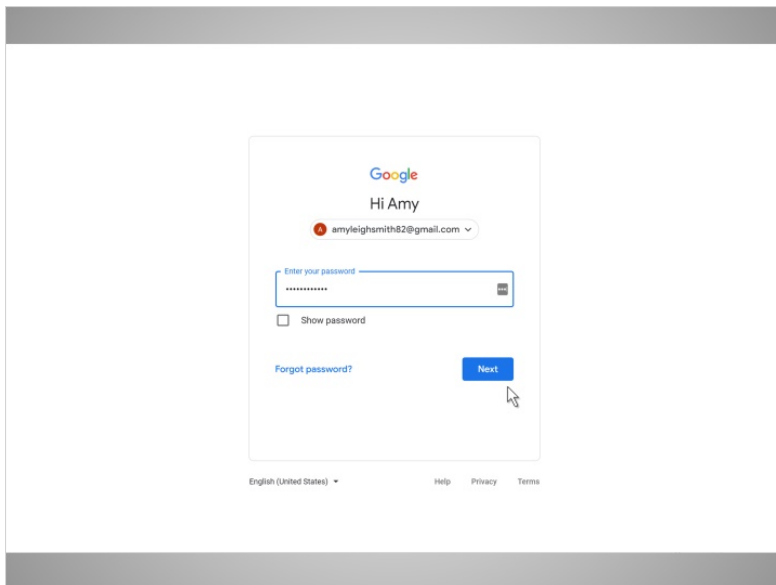 Google
Hi Amy
A amyleighsmith82@gmail.com
Enter your password
••••••••••••
Show password
Forgot password? Next
English (United States) Help Privacy Terms